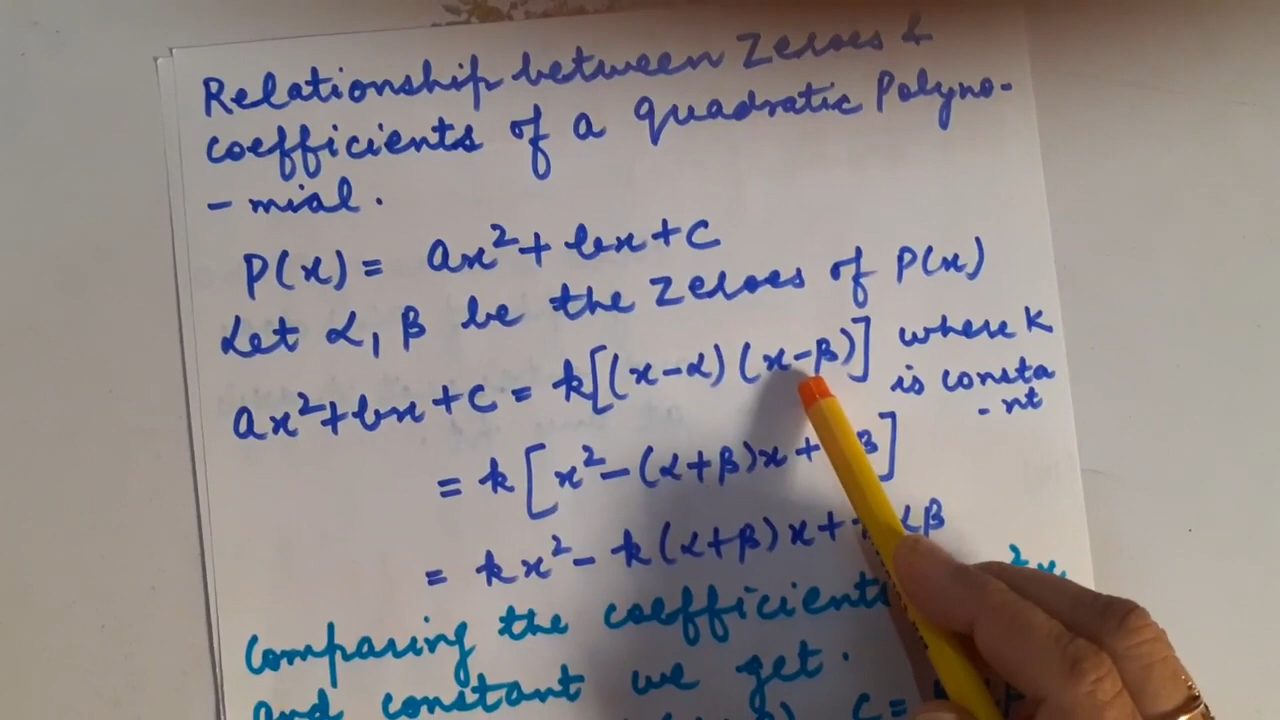 Relationship between Zeroes &
coefficients of a quadratic Polyno-
- mial.
P(x) = ax²+bx+c
Let α, β be the Zeroes of P(x)
ax²+bx+c = k[(x-α)(x-β)] where k
is consta
- nt
= k[x²-(α+β)x+ β]
= kx²- k(α+β)x+ αβ
Comparing the coefficients ²x,
And constant we get.
c =